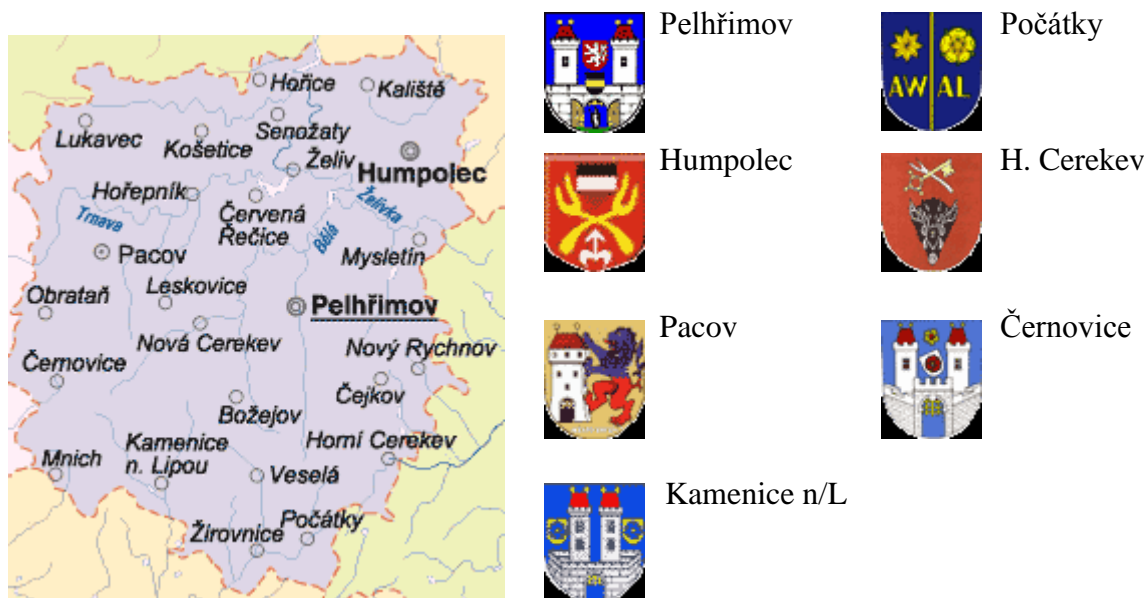 Hořice
Kaliště
Lukavec
Košetice
Senožaty
Želiv
Humpolec
Hořepník
Trnava
Červená
Řečice
Želivka
Bělá
Mysletín
Pacov
Leskovice
Obrataň
Pelhřimov
Nová Cerekev
Nový Rychnov
Černovice
Čejkov
Božejov
Kamenice
n. Lipou
Horní Cerekev
Mnich
Veselá
Počátky
Žirovnice
Pelhřimov
Počátky
AW AL
Humpolec
H. Cerekev
Pacov
Černovice
Kamenice n/L